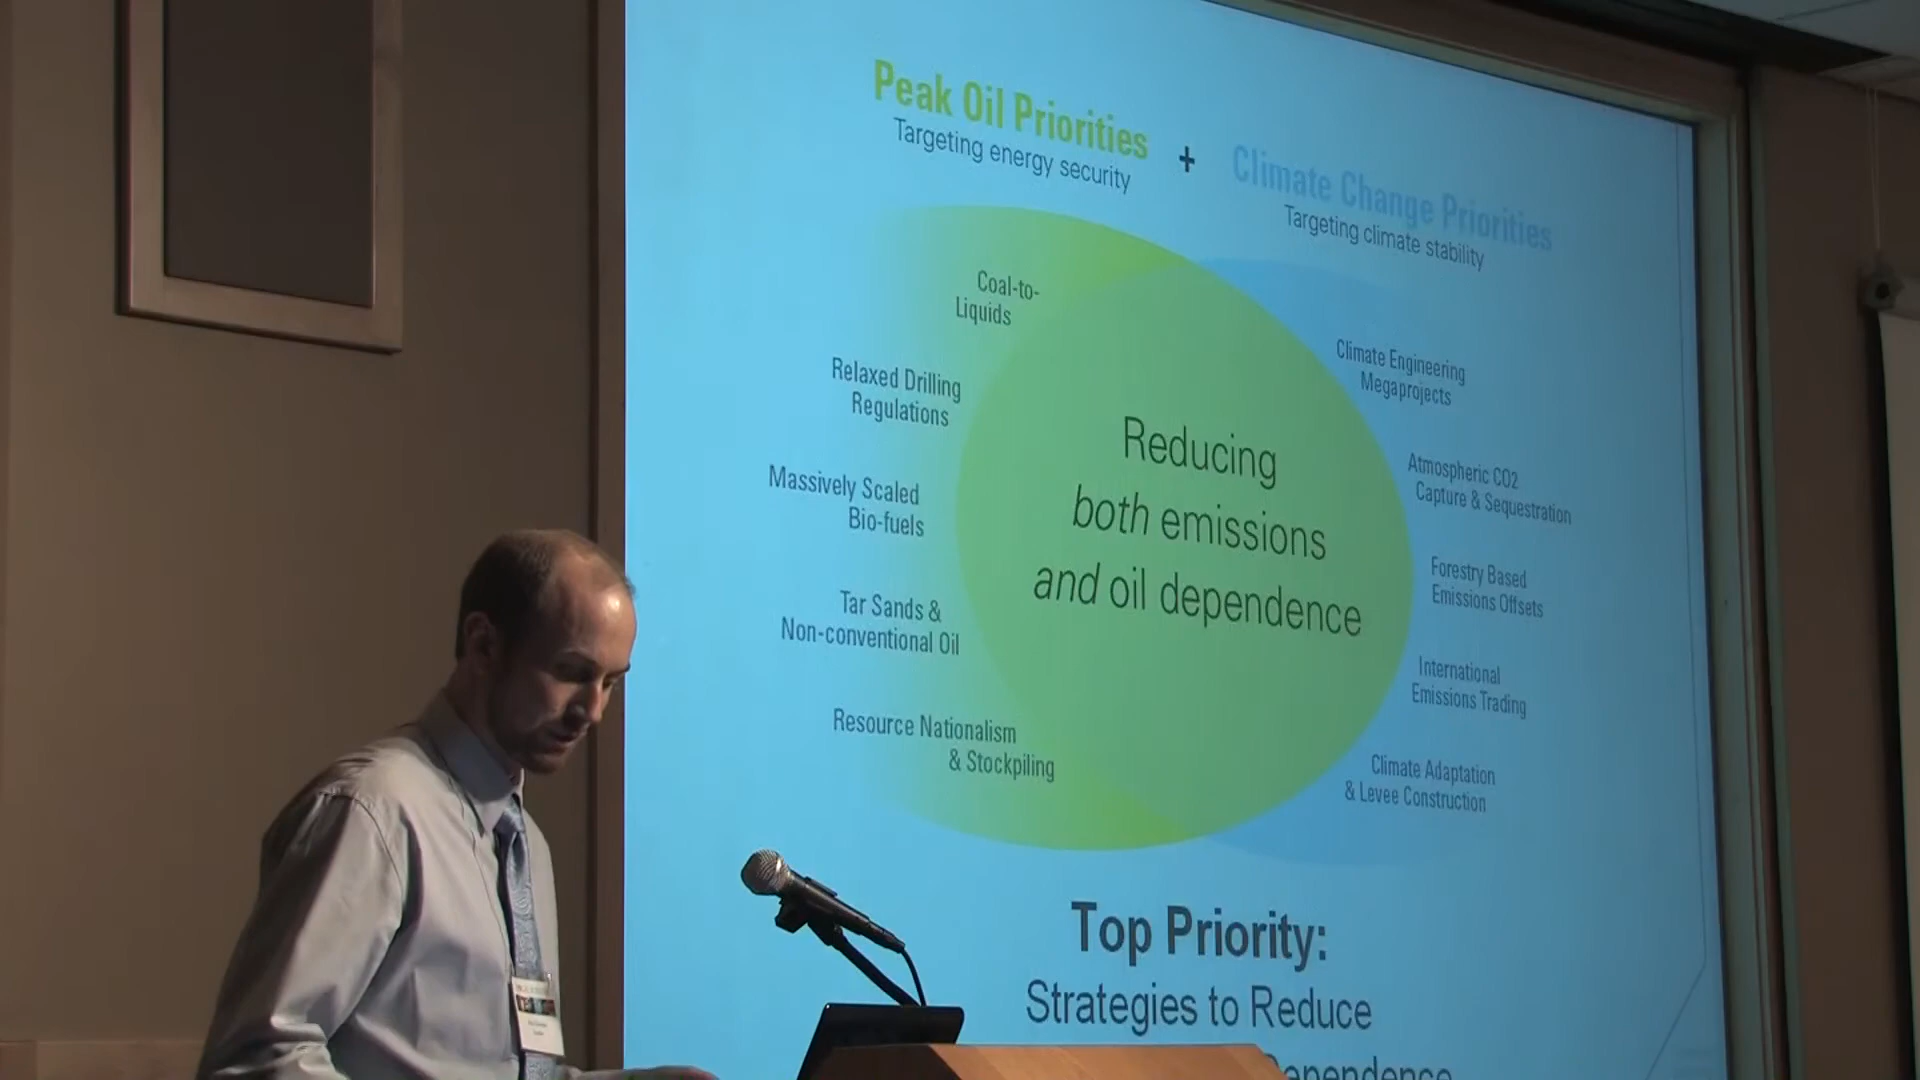 Peak Oil Priorities
Targeting energy security
+
Climate Change Priorities
Targeting climate stability
Coal-to-
Liquids
Relaxed Drilling
Regulations
Massively Scaled
Bio-fuels
Tar Sands &
Non-conventional Oil
Resource Nationalism
& Stockpiling
Reducing
both emissions
and oil dependence
Climate Engineering
Megaprojects
Atmospheric CO2
Capture & Sequestration
Forestry Based
Emissions Offsets
International
Emissions Trading
Climate Adaptation
& Levee Construction
Top Priority:
Strategies to Reduce